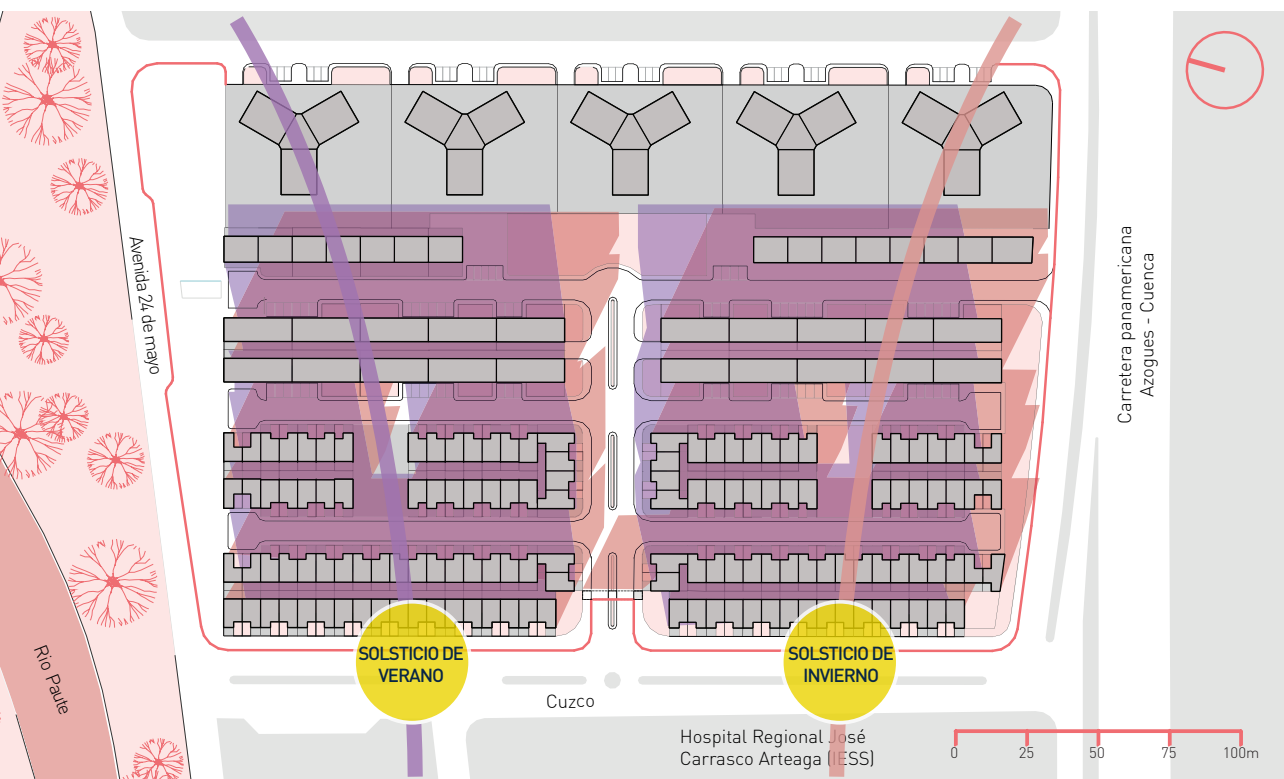 Avenida 24 de mayo
Carretera panamericana
Azogues - Cuenca
SOLSTICIO DE
VERANO
SOLSTICIO DE
INVIERNO
Rio Paute
Cuzco
Hospital Regional José
Carrasco Arteaga (IESS)
0 25 50 75 100m